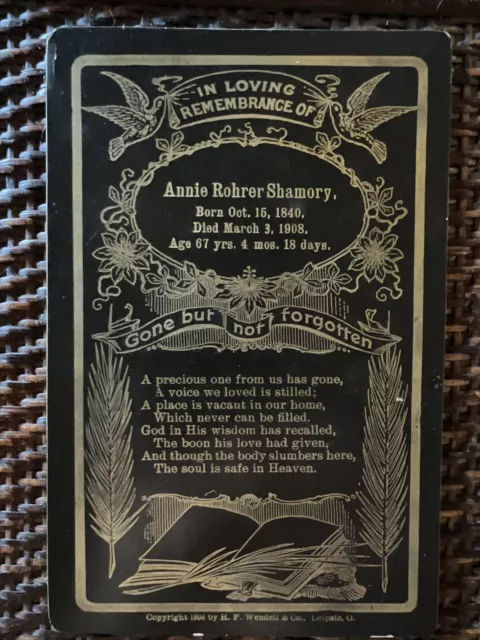 IN LOVING
REMEMBRANCE OF
Annie Rohrer Shamory,
Born Oct. 15, 1840.
Died March 3, 1908.
Age 67 yrs. 4 mos. 18 days.
Gone but not forgotten
A precious one from us has gone,
A voice we loved is stilled;
A place is vacant in our home,
Which never can be filled.
God in His wisdom has recalled,
The boon his love had given,
And though the body slumbers here,
The soul is safe in Heaven.
Copyright by H. F. Wendell & Co., Leipsic, O.